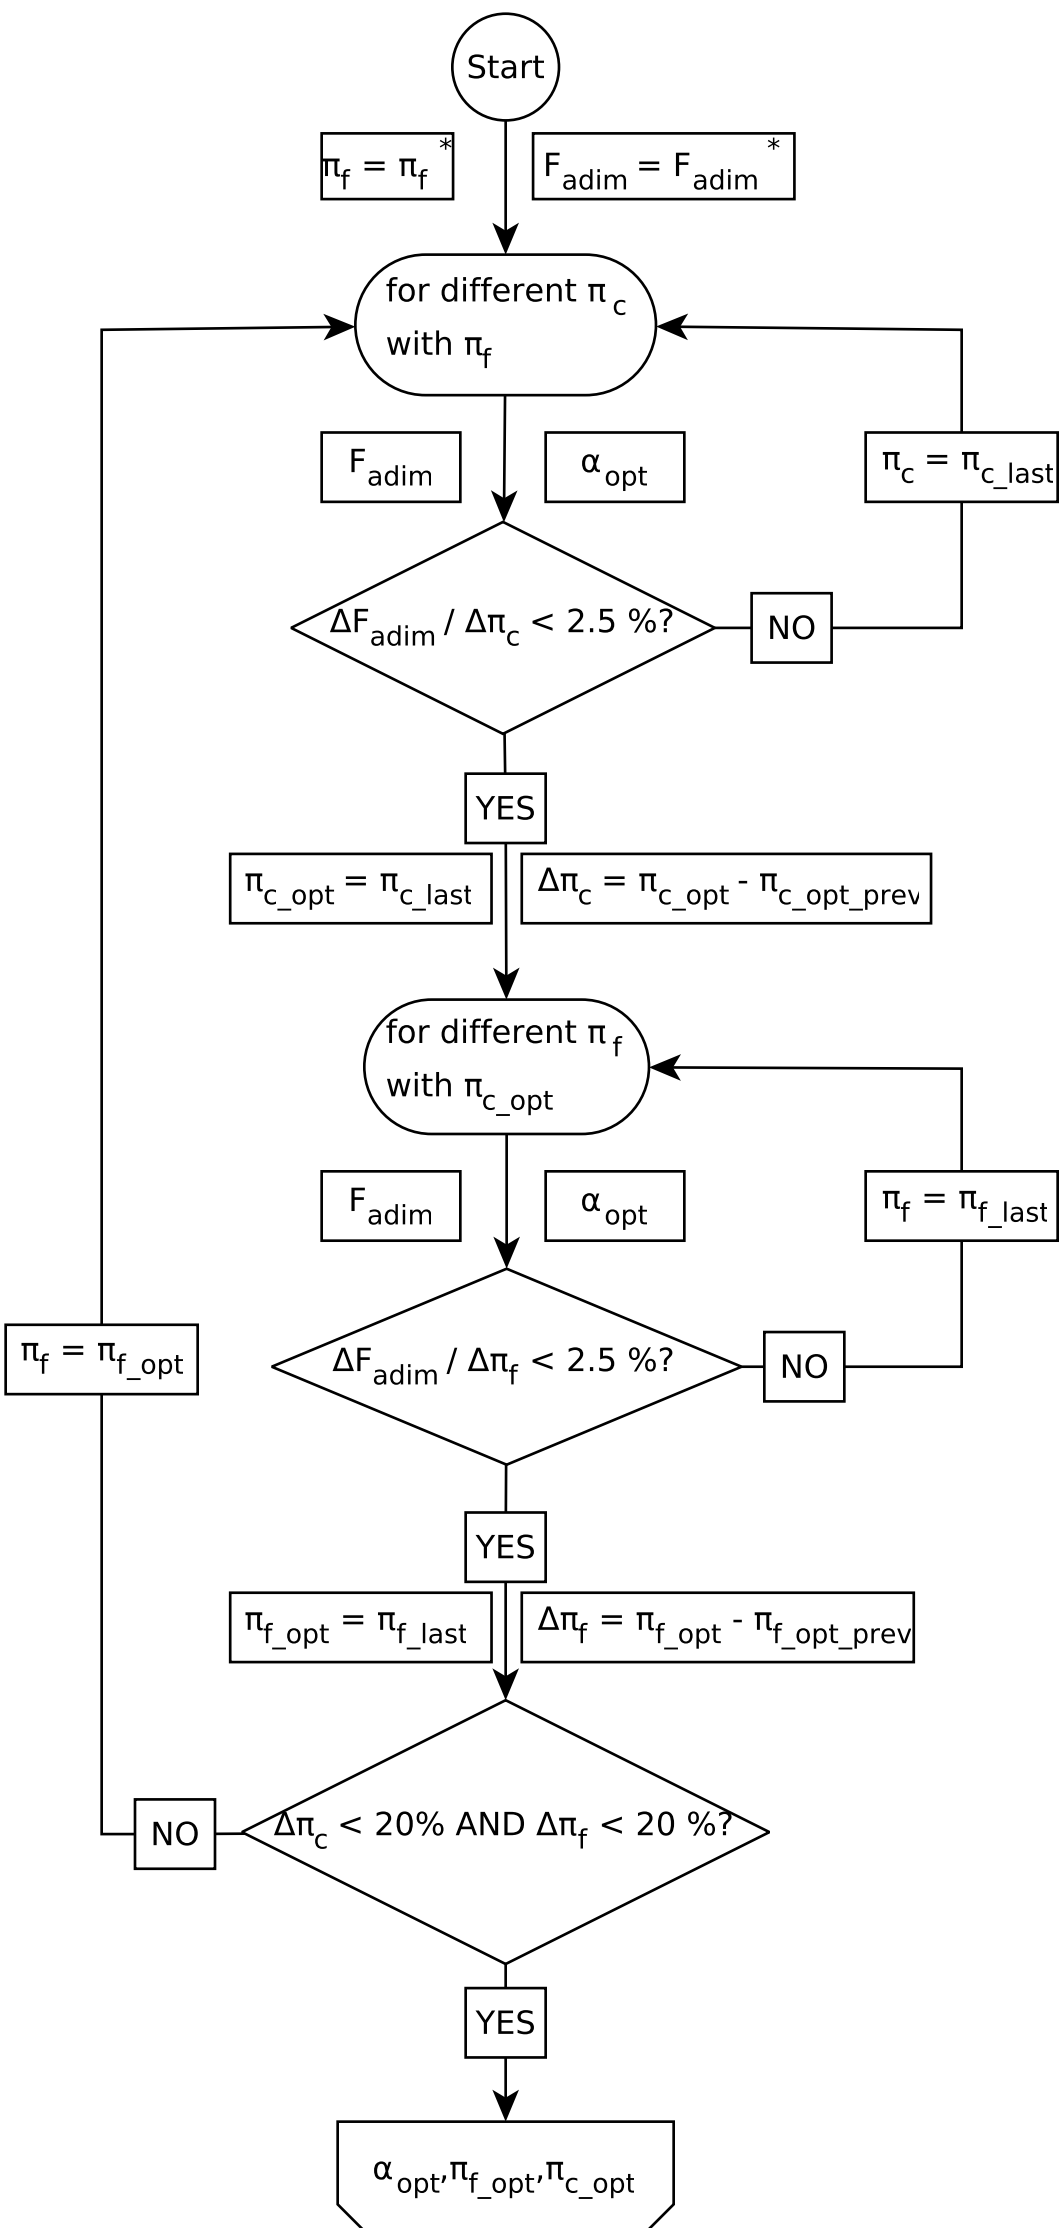 Start
π_f = π_f *
F_adim = F_adim *
for different π_c
with π_f
F_adim
α_opt
π_c = π_c_last
ΔF_adim / Δπ_c < 2.5 %?
NO
YES
π_c_opt = π_c_last
Δπ_c = π_c_opt - π_c_opt_prev
for different π_f
with π_c_opt
F_adim
α_opt
π_f = π_f_last
π_f = π_f_opt
ΔF_adim / Δπ_f < 2.5 %?
NO
YES
π_f_opt = π_f_last
Δπ_f = π_f_opt - π_f_opt_prev
Δπ_c < 20% AND Δπ_f < 20 %?
NO
YES
α_opt,π_f_opt,π_c_opt